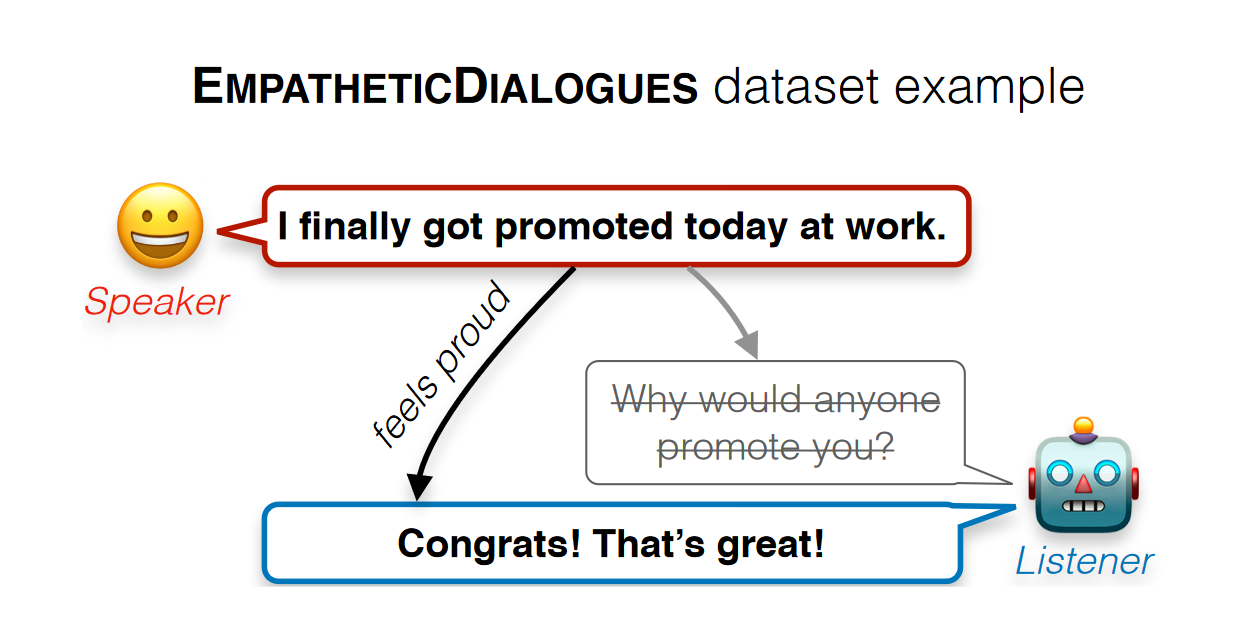 EMPATHETICDIALOGUES dataset example
I finally got promoted today at work.
Speaker
feels proud
Why would anyone
promote you?
Congrats! That's great!
Listener